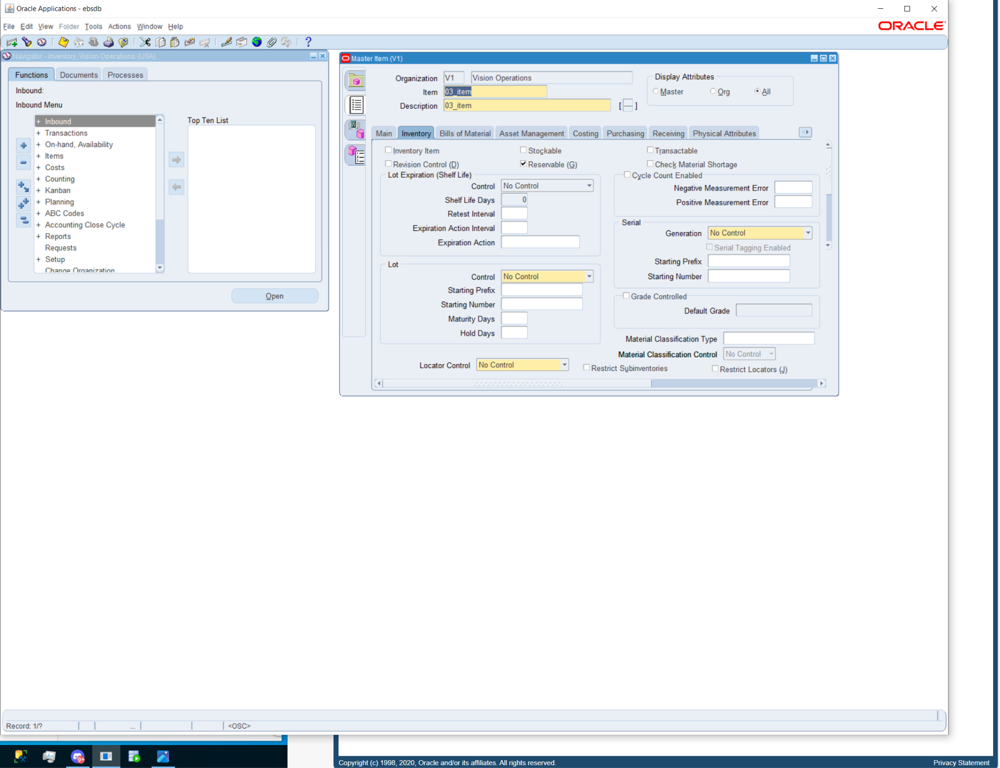 Oracle Applications - ebsdb
File Edit View Folder Tools Actions Window Help
ORACLE
Navigator - Inventory, Vision Operations (USA)
Functions Documents Processes
Inbound:
Inbound Menu
+ Inbound
+ Transactions
+ On-hand, Availability
+ Items
+ Costs
+ Counting
+ Kanban
+ Planning
+ ABC Codes
+ Accounting Close Cycle
+ Reports
Requests
+ Setup
Change Organization
Top Ten List
Open
Master Item (V1)
Organization V1 Vision Operations
Item 03_item
Description 03_item
[ --- ]
Display Attributes
Master Org All
Main Inventory Bills of Material Asset Management Costing Purchasing Receiving Physical Attributes
Inventory Item Stockable Transactable
Revision Control (D) Reservable (G) Check Material Shortage
Lot Expiration (Shelf Life)
Control No Control
Shelf Life Days 0
Retest Interval
Expiration Action Interval
Expiration Action
Cycle Count Enabled
Negative Measurement Error
Positive Measurement Error
Serial
Generation No Control
Serial Tagging Enabled
Starting Prefix
Starting Number
Lot
Control No Control
Starting Prefix
Starting Number
Maturity Days
Hold Days
Grade Controlled
Default Grade
Material Classification Type
Material Classification Control No Control
Locator Control No Control
Restrict Subinventories Restrict Locators (J)
Record: 1/? ... <OSC>
9+
Copyright (c) 1998, 2020, Oracle and/or its affiliates. All rights reserved.
Privacy Statement